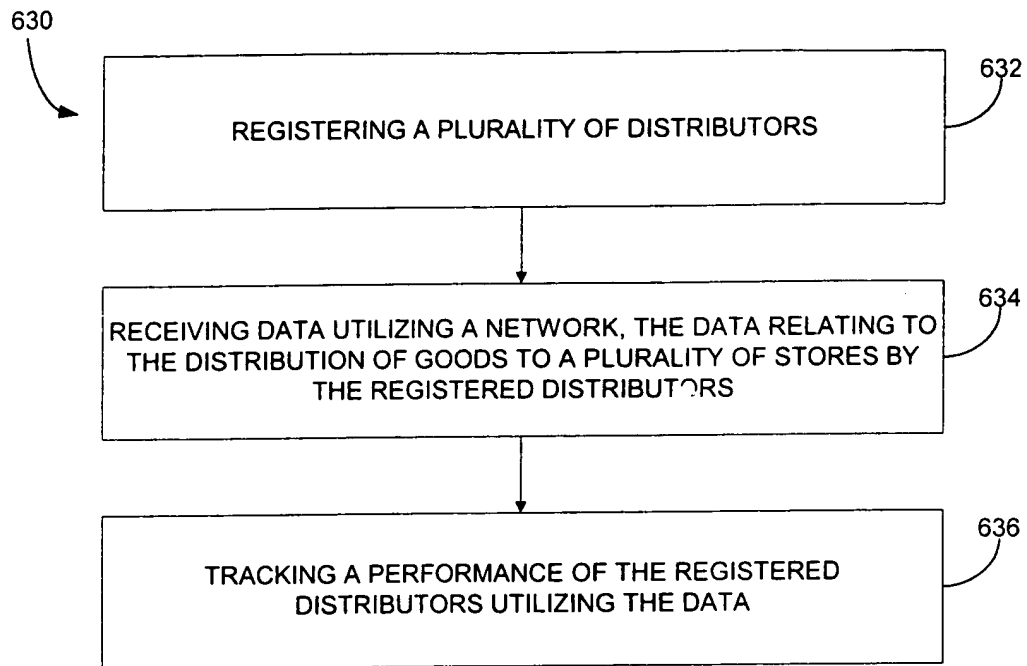 630
632
REGISTERING A PLURALITY OF DISTRIBUTORS
634
RECEIVING DATA UTILIZING A NETWORK, THE DATA RELATING TO
THE DISTRIBUTION OF GOODS TO A PLURALITY OF STORES BY
THE REGISTERED DISTRIBUTORS
636
TRACKING A PERFORMANCE OF THE REGISTERED
DISTRIBUTORS UTILIZING THE DATA